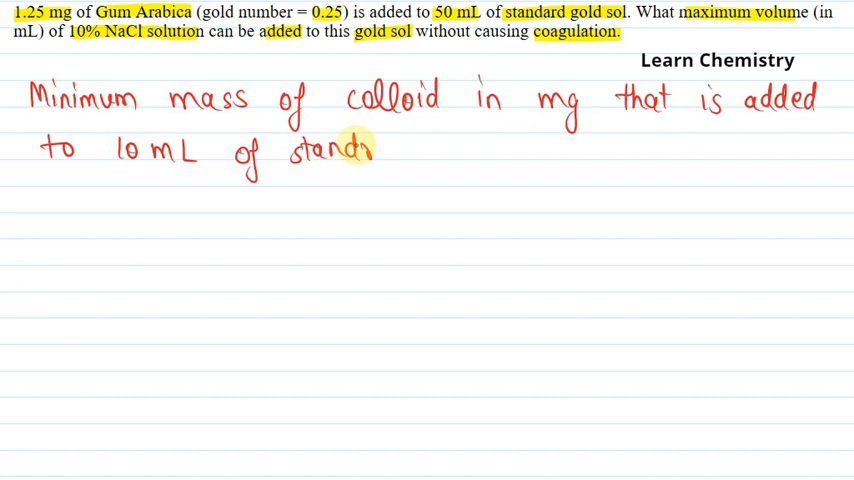 1.25 mg of Gum Arabica (gold number = 0.25) is added to 50 mL of standard gold sol. What maximum volume (in
mL) of 10% NaCl solution can be added to this gold sol without causing coagulation.
Learn Chemistry
Minimum mass of colloid in mg that is added
to 10 mL of stand